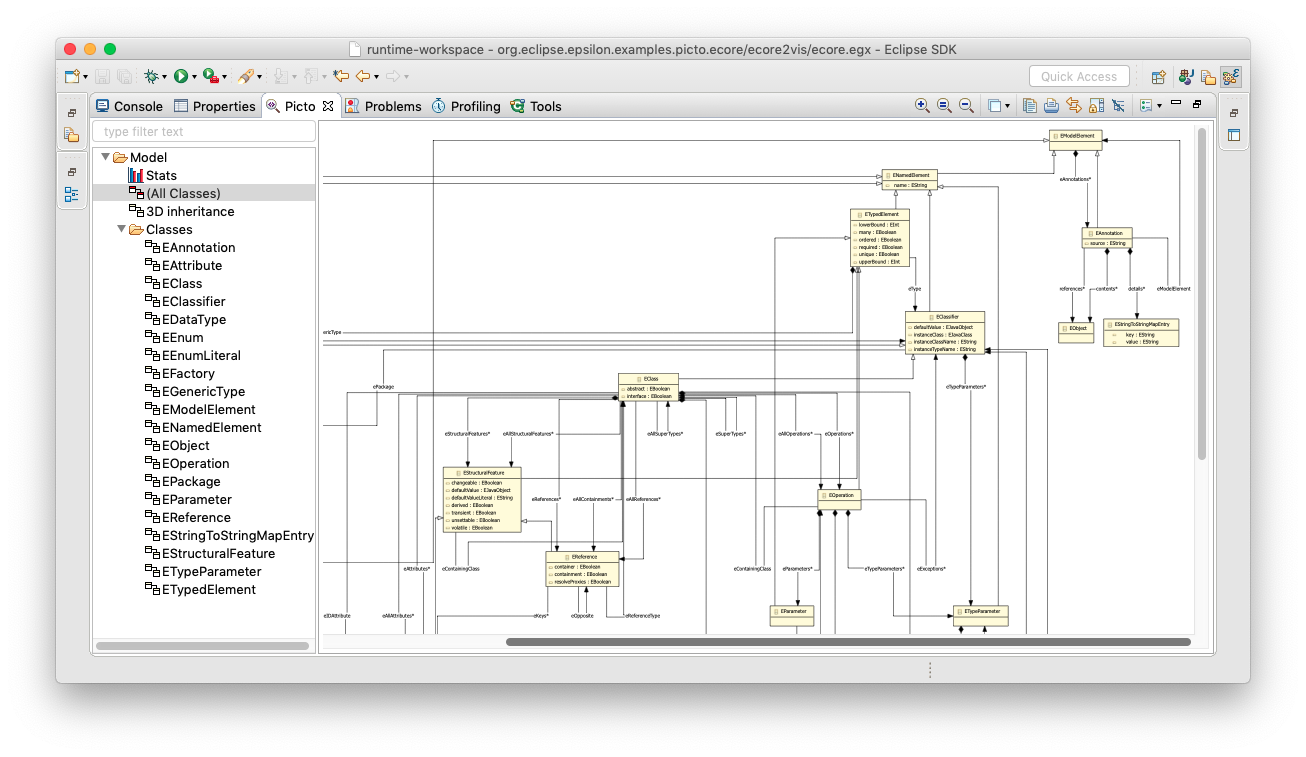 runtime-workspace - org.eclipse.epsilon.examples.picto.ecore/ecore2vis/ecore.egx - Eclipse SDK
Quick Access
Console
Properties
Picto
Problems
Profiling
Tools
type filter text
Model
Stats
(All Classes)
3D inheritance
Classes
EAnnotation
EAttribute
EClass
EClassifier
EDataType
EEnum
EEnumLiteral
EFactory
EGenericType
EModelElement
ENamedElement
EObject
EOperation
EPackage
EParameter
EReference
EStringToStringMapEntry
EStructuralFeature
ETypeParameter
ETypedElement
EModelElement
ENamedElement
name : EString
eAnnotations*
ETypedElement
lowerBound : EInt
many : EBoolean
ordered : EBoolean
required : EBoolean
unique : EBoolean
upperBound : EInt
EAnnotation
source : EString
eType
references*
contents*
details*
eModelElement
EClassifier
defaultValue : EJavaObject
instanceClass : EJavaClass
instanceClassName : EString
instanceTypeName : EString
EObject
EStringToStringMapEntry
key : EString
value : EString
ericType
ePackage
EClass
abstract : EBoolean
interface : EBoolean
eTypeParameters*
eStructuralFeatures*
eAllStructuralFeatures*
eAllSuperTypes*
eSuperTypes*
eAllOperations*
eOperations*
EStructuralFeature
changeable : EBoolean
defaultValue : EJavaObject
defaultValueLiteral : EString
derived : EBoolean
transient : EBoolean
unsettable : EBoolean
volatile : EBoolean
eReferences*
eAllContainments*
eAllReferences*
EOperation
EReference
container : EBoolean
containment : EBoolean
resolveProxies : EBoolean
eAttributes*
eContainingClass
eContainingClass
eParameters*
eTypeParameters*
eExceptions*
eIDAttribute
eAllAttributes*
eKeys*
eOpposite
eReferenceType
EParameter
ETypeParameter